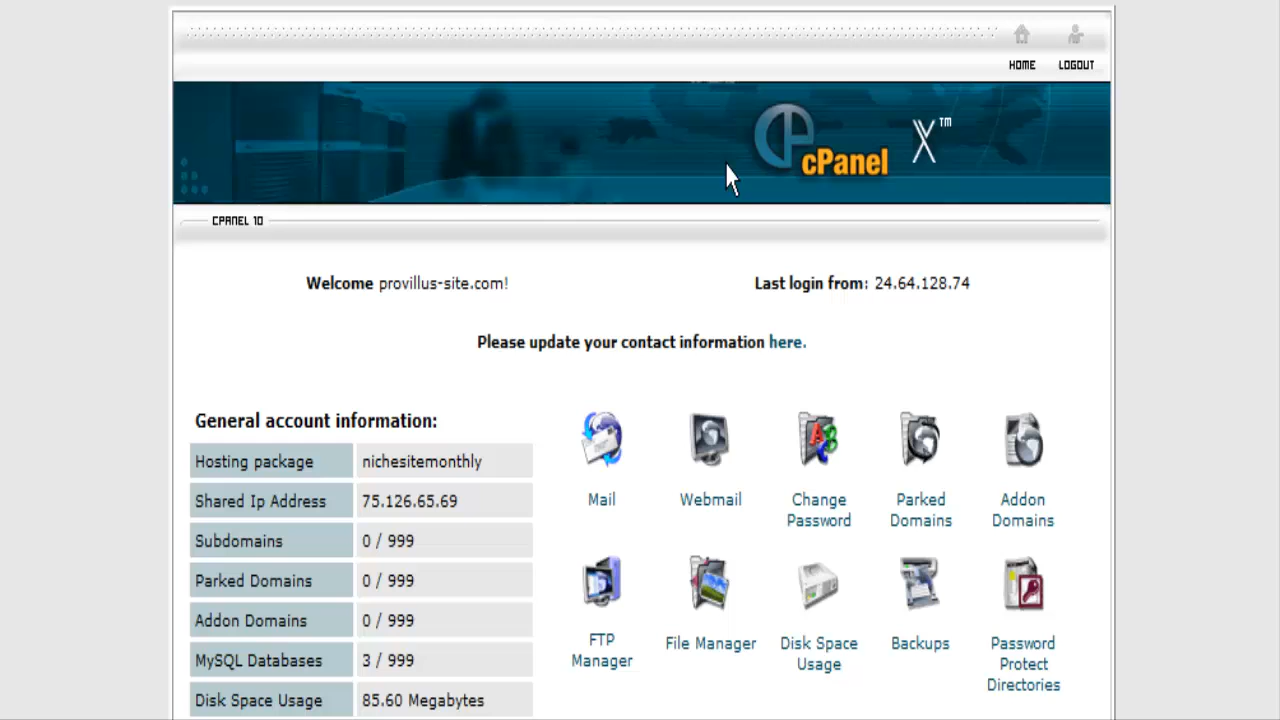 HOME LOGOUT
cPanel X™
CPANEL 10
Welcome provillus-site.com! Last login from: 24.64.128.74
Please update your contact information here.
General account information:
Hosting package nichesitemonthly
Shared Ip Address 75.126.65.69
Subdomains 0 / 999
Parked Domains 0 / 999
Addon Domains 0 / 999
MySQL Databases 3 / 999
Disk Space Usage 85.60 Megabytes
Mail Webmail Change Parked Addon
Password Domains Domains
FTP File Manager Disk Space Backups Password
Manager Usage Protect
Directories